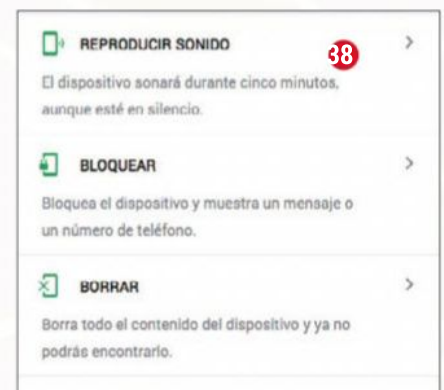 REPRODUCIR SONIDO
38
El dispositivo sonará durante cinco minutos,
aunque esté en silencio.
BLOQUEAR
Bloquea el dispositivo y muestra un mensaje o
un número de teléfono.
BORRAR
Borra todo el contenido del dispositivo y ya no
podrás encontrarlo.